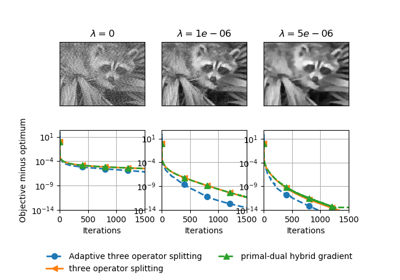 λ = 0 λ = 1e − 06 λ = 5e − 06
Objective minus optimum
10¹ 10¹ 10¹
10⁻⁴ 10⁻⁴ 10⁻⁴
10⁻⁹ 10⁻⁹ 10⁻⁹
10⁻¹⁴ 10⁻¹⁴ 10⁻¹⁴
0 500 1000 1500 0 500 1000 1500 0 500 1000 1500
Iterations Iterations Iterations
Adaptive three operator splitting primal-dual hybrid gradient
three operator splitting